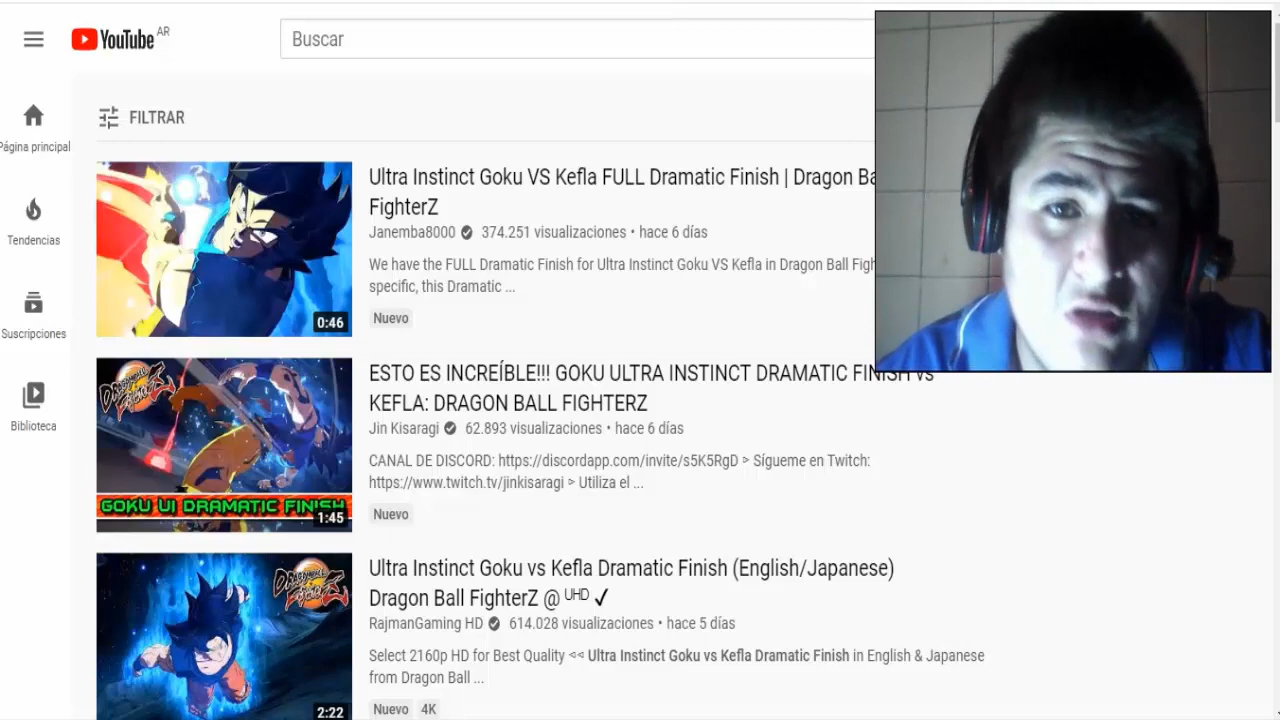 YouTube AR
Buscar
Página principal
Tendencias
Suscripciones
Biblioteca
FILTRAR
0:46
Ultra Instinct Goku VS Kefla FULL Dramatic Finish | Dragon Ba
FighterZ
Janemba8000 374.251 visualizaciones • hace 6 días
We have the FULL Dramatic Finish for Ultra Instinct Goku VS Kefla in Dragon Ball Figh
specific, this Dramatic ...
Nuevo
DRAGON BALL
FIGHTERZ
GOKU UI DRAMATIC FINISH
1:45
ESTO ES INCREÍBLE!!! GOKU ULTRA INSTINCT DRAMATIC FINISH vs
KEFLA: DRAGON BALL FIGHTERZ
Jin Kisaragi 62.893 visualizaciones • hace 6 días
CANAL DE DISCORD: https://discordapp.com/invite/s5K5RgD ➣ Sígueme en Twitch:
https://www.twitch.tv/jinkisaragi ➣ Utiliza el ...
Nuevo
DRAGON BALL
FIGHTERZ
2:22
Ultra Instinct Goku vs Kefla Dramatic Finish (English/Japanese)
Dragon Ball FighterZ @ ᵁᴴᴰ ✔
RajmanGaming HD 614.028 visualizaciones • hace 5 días
Select 2160p HD for Best Quality << Ultra Instinct Goku vs Kefla Dramatic Finish in English & Japanese
from Dragon Ball ...
Nuevo 4K